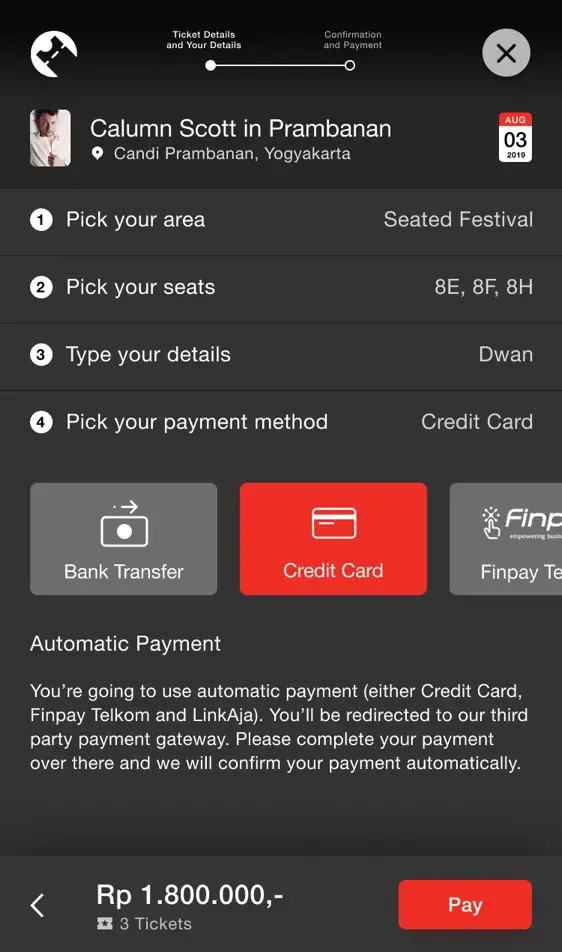 Ticket Details
and Your Details
Confirmation
and Payment
Calumn Scott in Prambanan
Candi Prambanan, Yogyakarta
AUG
03
2019
1 Pick your area Seated Festival
2 Pick your seats 8E, 8F, 8H
3 Type your details Dwan
4 Pick your payment method Credit Card
Bank Transfer
Credit Card
Finp
empowering busin
Finpay Te
Automatic Payment
You're going to use automatic payment (either Credit Card,
Finpay Telkom and LinkAja). You'll be redirected to our third
party payment gateway. Please complete your payment
over there and we will confirm your payment automatically.
Rp 1.800.000,-
3 Tickets
Pay